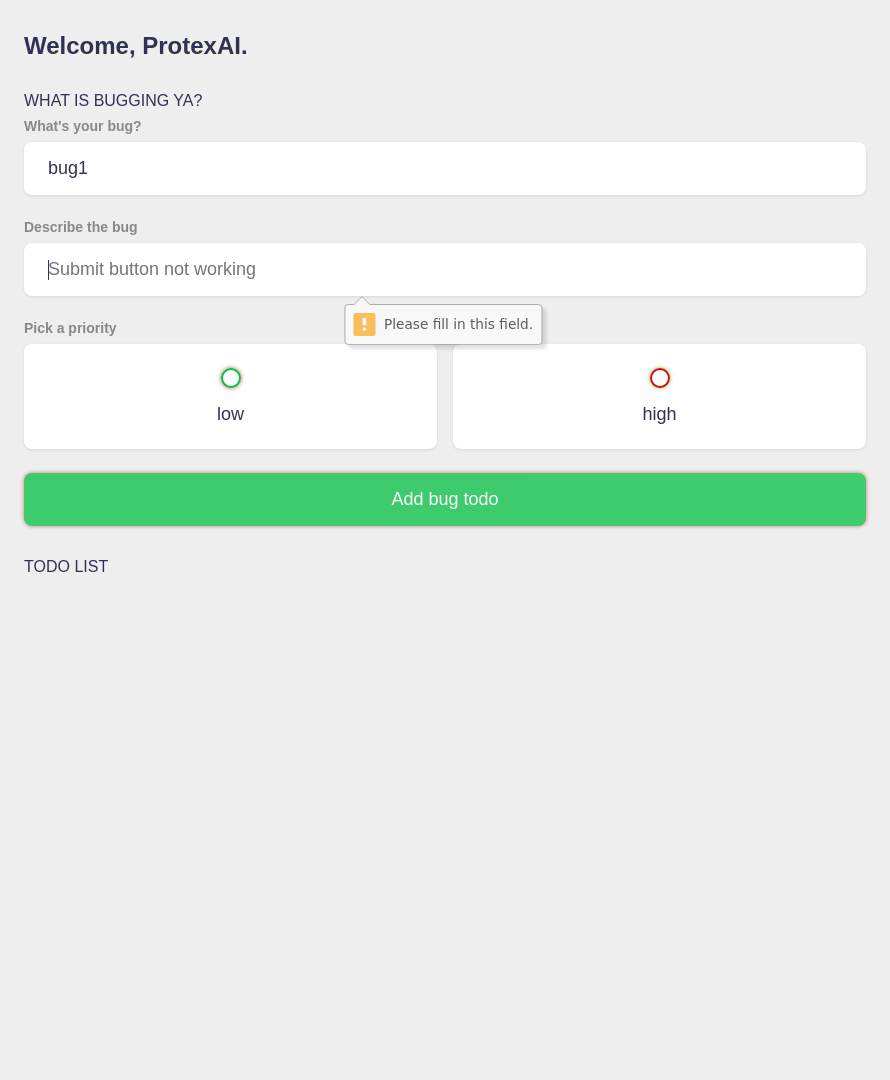 Welcome, ProtexAI.
WHAT IS BUGGING YA?
What's your bug?
bug1
Describe the bug
Submit button not working
Please fill in this field.
Pick a priority
low
high
Add bug todo
TODO LIST